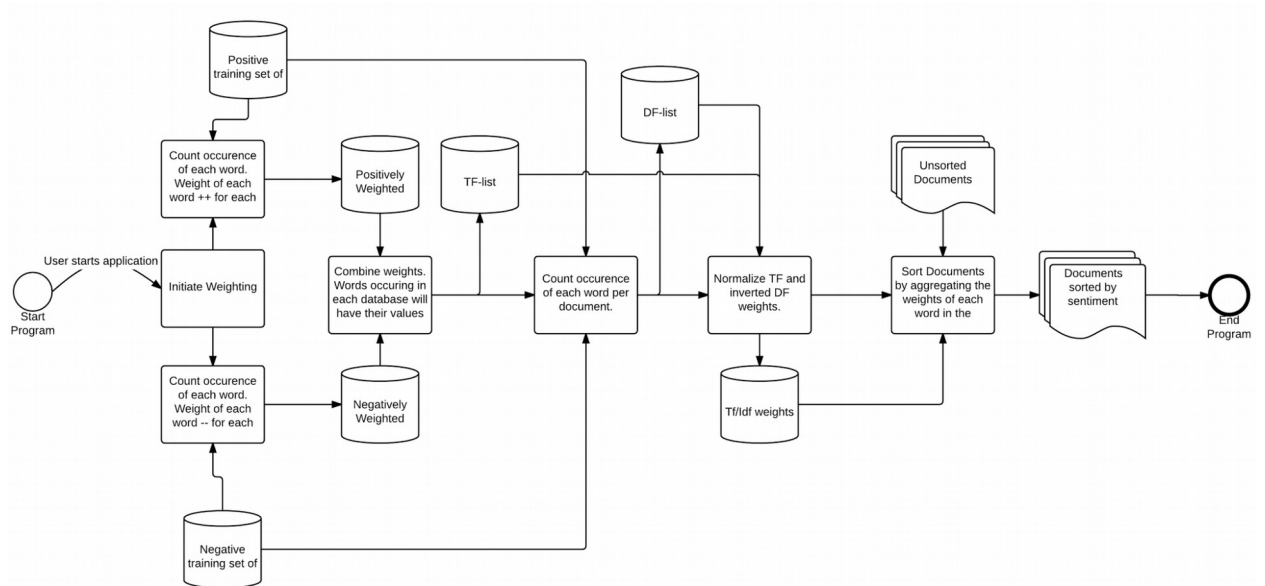 Positive
training set of
DF-list
Count occurence
of each word.
Weight of each
word ++ for each
Positively
Weighted
TF-list
Unsorted
Documents
User starts application
Start
Program
Initiate Weighting
Combine weights.
Words occuring in
each database will
have their values
Count occurence
of each word per
document.
Normalize TF and
inverted DF
weights.
Sort Documents
by aggregating the
weights of each
word in the
Documents
sorted by
sentiment
End
Program
Count occurence
of each word.
Weight of each
word -- for each
Negatively
Weighted
Tf/Idf weights
Negative
training set of